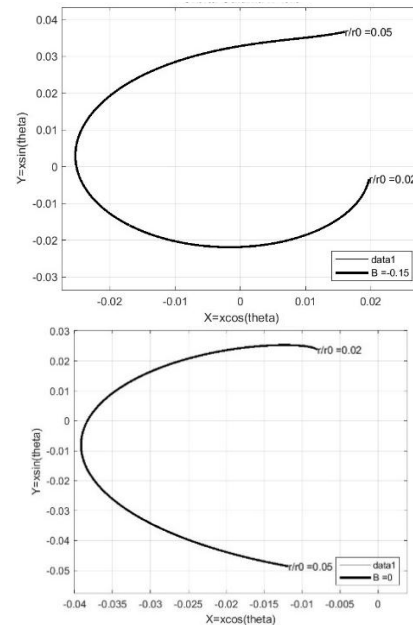 0.04
r/r0 =0.05
0.03
0.02
0.01
0
r/r0 =0.02
-0.01
-0.02
-0.03
data1
B =-0.15
-0.02 -0.01 0 0.01 0.02
X=xcos(theta)
Y=xsin(theta)
0.03
0.02
r/r0 =0.02
0.01
0
-0.01
-0.02
-0.03
-0.04
r/r0 =0.05
-0.05
data1
B =0
-0.04 -0.035 -0.03 -0.025 -0.02 -0.015 -0.01 -0.005 0
X=xcos(theta)
Y=xsin(theta)